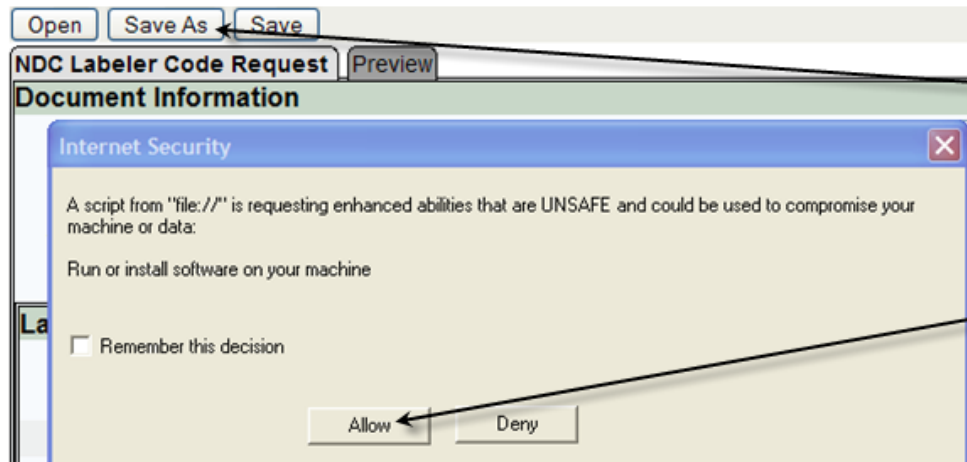 Open Save As Save
NDC Labeler Code Request Preview
Document Information
Internet Security
A script from "file://" is requesting enhanced abilities that are UNSAFE and could be used to compromise your
machine or data:
Run or install software on your machine
La
Remember this decision
Allow Deny